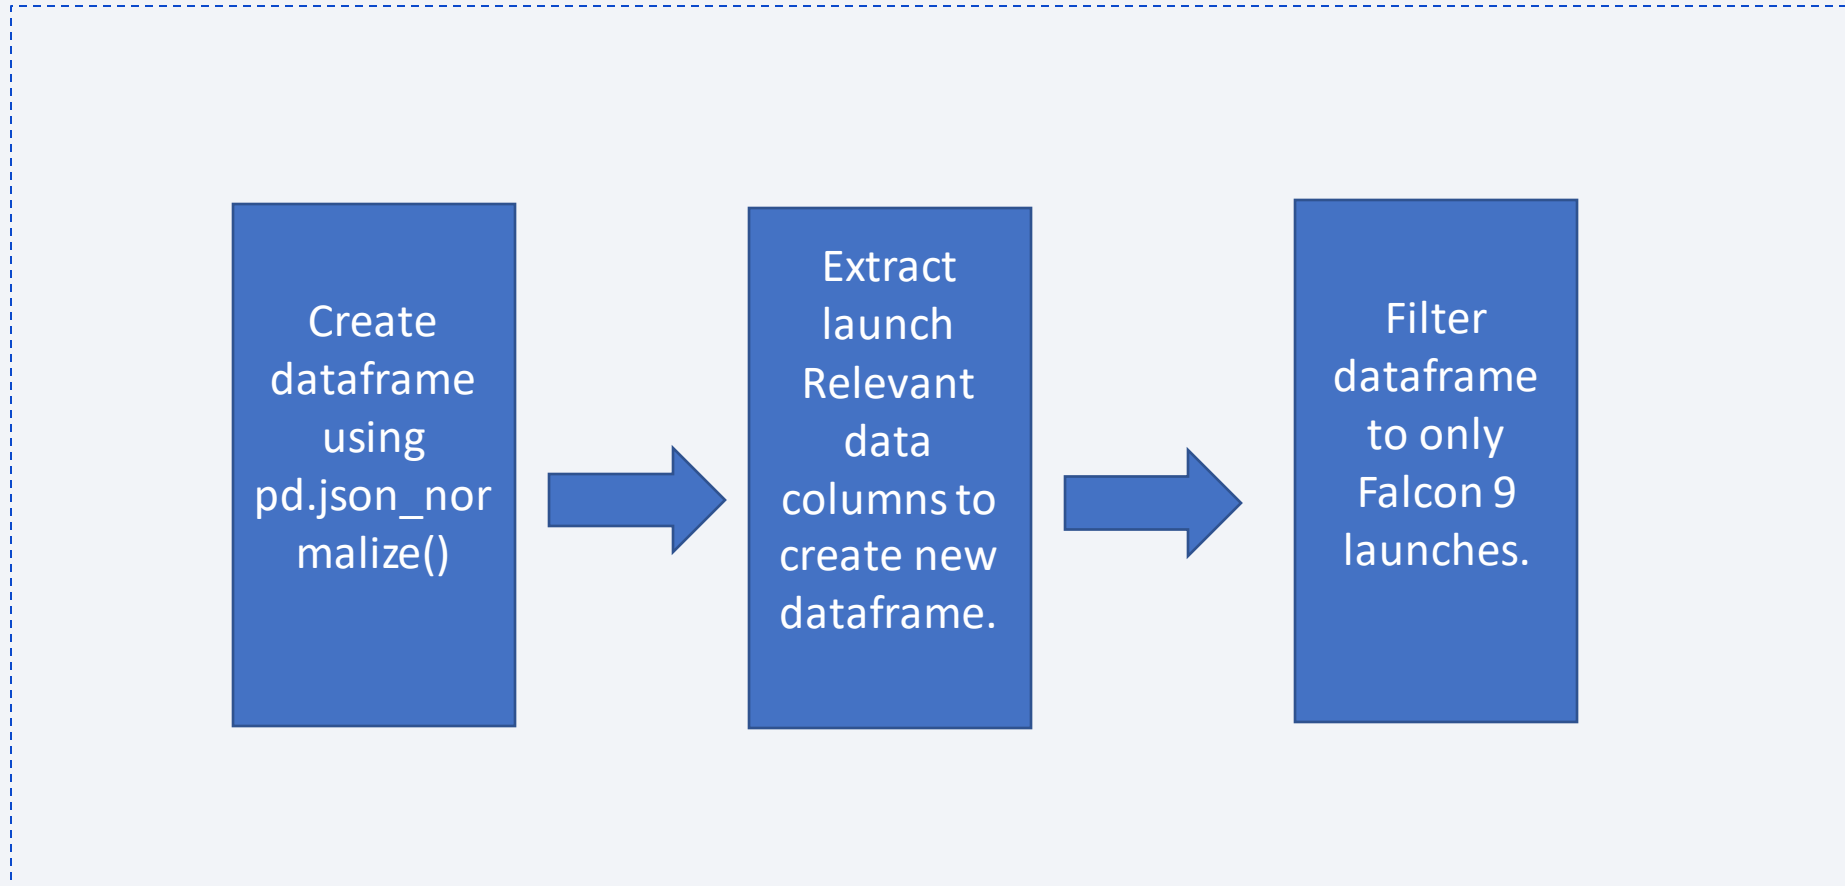 Create
dataframe
using
pd.json_nor
malize()
Extract
launch
Relevant
data
columns to
create new
dataframe.
Filter
dataframe
to only
Falcon 9
launches.